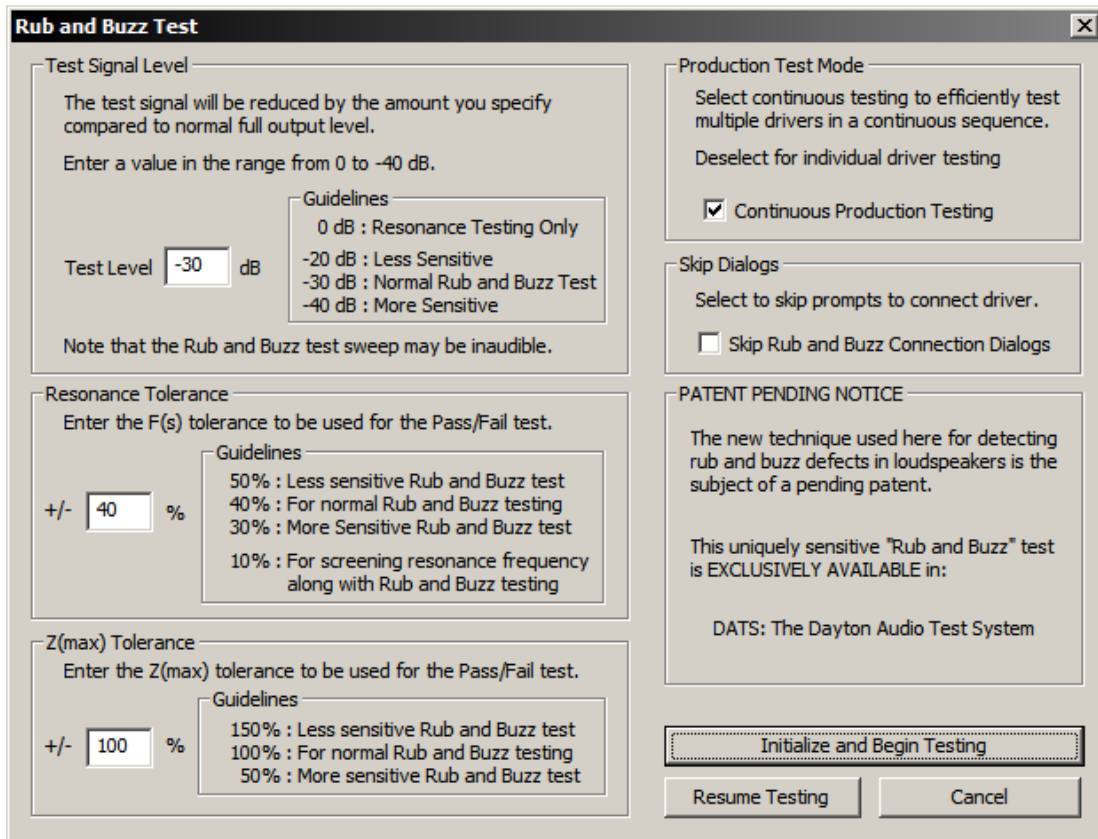 Rub and Buzz Test
Test Signal Level
The test signal will be reduced by the amount you specify
compared to normal full output level.
Enter a value in the range from 0 to -40 dB.
Test Level -30 dB
Guidelines
0 dB : Resonance Testing Only
-20 dB : Less Sensitive
-30 dB : Normal Rub and Buzz Test
-40 dB : More Sensitive
Note that the Rub and Buzz test sweep may be inaudible.
Resonance Tolerance
Enter the F(s) tolerance to be used for the Pass/Fail test.
+/- 40 %
Guidelines
50% : Less sensitive Rub and Buzz test
40% : For normal Rub and Buzz testing
30% : More Sensitive Rub and Buzz test
10% : For screening resonance frequency
along with Rub and Buzz testing
Z(max) Tolerance
Enter the Z(max) tolerance to be used for the Pass/Fail test.
+/- 100 %
Guidelines
150% : Less sensitive Rub and Buzz test
100% : For normal Rub and Buzz testing
50% : More sensitive Rub and Buzz test
Production Test Mode
Select continuous testing to efficiently test
multiple drivers in a continuous sequence.
Deselect for individual driver testing
Continuous Production Testing
Skip Dialogs
Select to skip prompts to connect driver.
Skip Rub and Buzz Connection Dialogs
PATENT PENDING NOTICE
The new technique used here for detecting
rub and buzz defects in loudspeakers is the
subject of a pending patent.
This uniquely sensitive "Rub and Buzz" test
is EXCLUSIVELY AVAILABLE in:
DATS: The Dayton Audio Test System
Initialize and Begin Testing
Resume Testing
Cancel